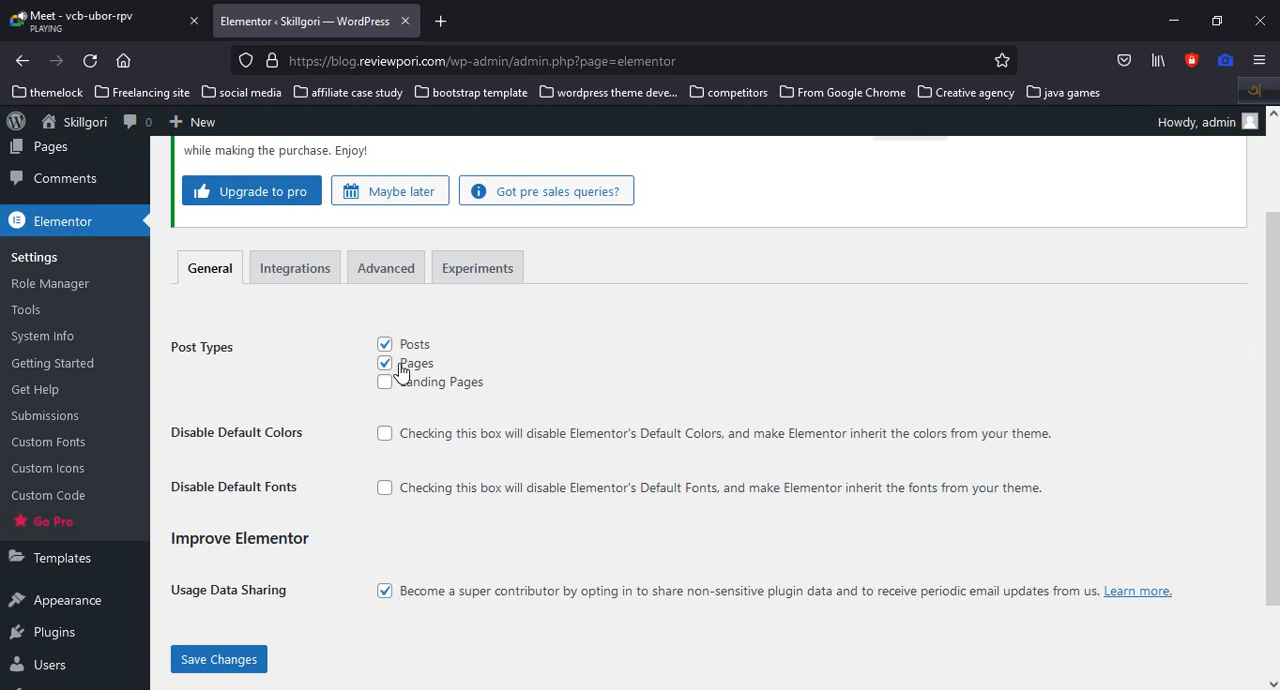 Meet - vcb-ubor-rpv
PLAYING
Elementor ‹ Skillgori — WordPress
https://blog.reviewpori.com/wp-admin/admin.php?page=elementor
themelock Freelancing site social media affiliate case study bootstrap template wordpress theme deve... competitors From Google Chrome Creative agency java games
Skillgori 0 New Howdy, admin
Pages
Comments
Elementor
Settings
Role Manager
Tools
System Info
Getting Started
Get Help
Submissions
Custom Fonts
Custom Icons
Custom Code
Go Pro
Templates
Appearance
Plugins
Users
while making the purchase. Enjoy!
Upgrade to pro Maybe later Got pre sales queries?
General Integrations Advanced Experiments
Post Types
Posts
Pages
Landing Pages
Disable Default Colors
Checking this box will disable Elementor's Default Colors, and make Elementor inherit the colors from your theme.
Disable Default Fonts
Checking this box will disable Elementor's Default Fonts, and make Elementor inherit the fonts from your theme.
Improve Elementor
Usage Data Sharing
Become a super contributor by opting in to share non-sensitive plugin data and to receive periodic email updates from us. Learn more.
Save Changes